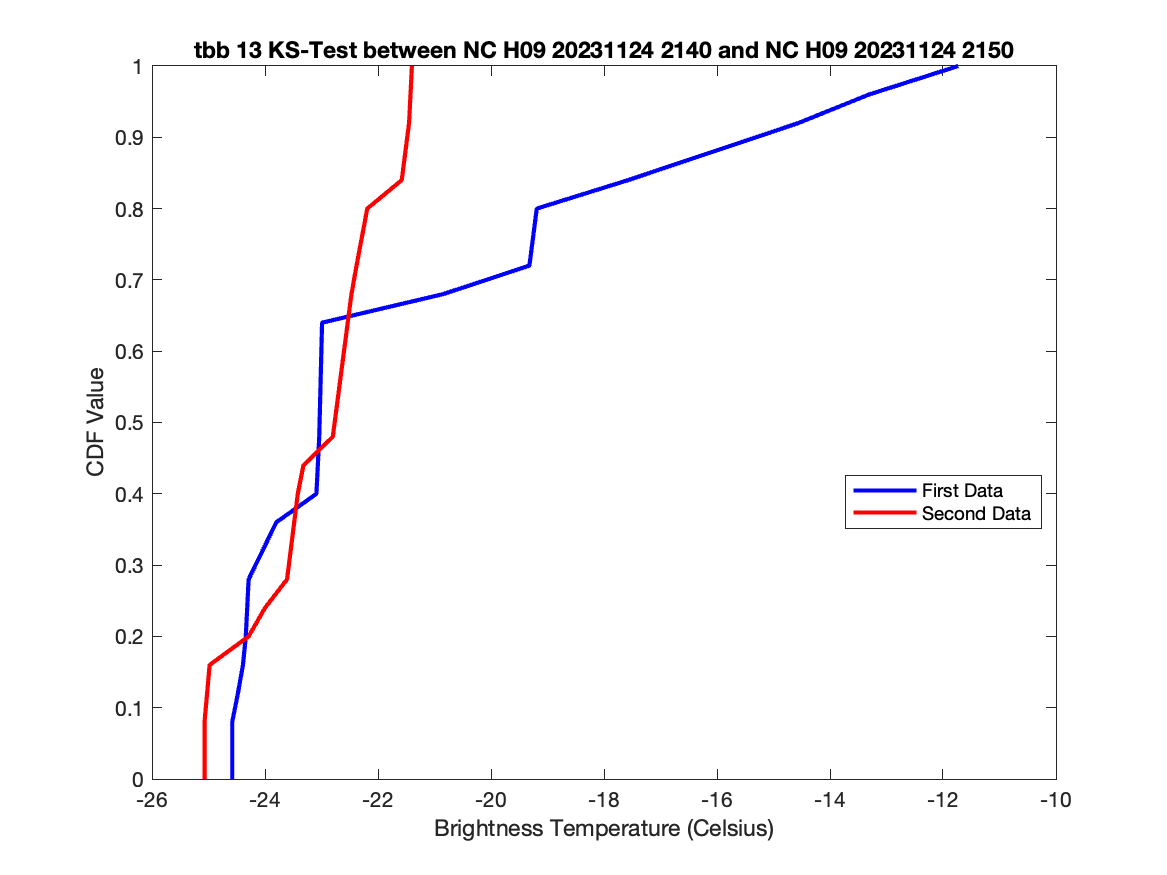 tbb 13 KS-Test between NC H09 20231124 2140 and NC H09 20231124 2150
1
0.9
0.8
0.7
0.6
0.5
0.4
0.3
0.2
0.1
0
CDF Value
First Data
Second Data
-26 -24 -22 -20 -18 -16 -14 -12 -10
Brightness Temperature (Celsius)